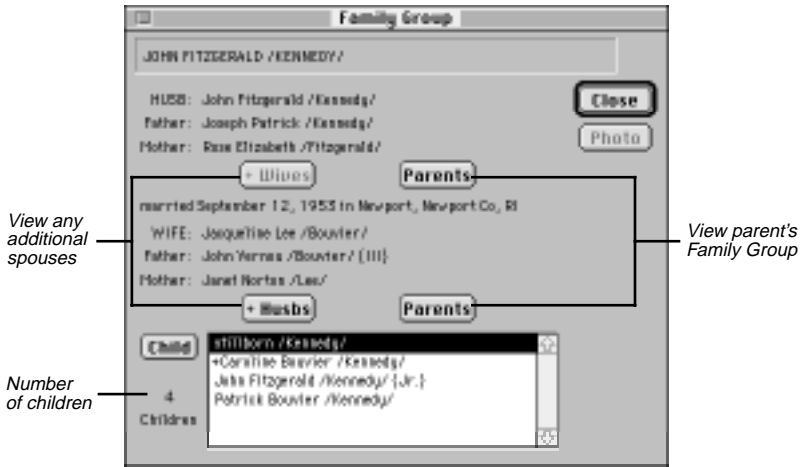 Family Group
JOHN FITZGERALD /KENNEDY/
HUSB: John Fitzgerald /Kennedy/
Close
Father: Joseph Patrick /Kennedy/
Photo
Mother: Rose Elizabeth /Fitzgerald/
+ Wives Parents
married September 12, 1953 in Newport, Newport Co, RI
View any
additional
spouses
WIFE: Jacqueline Lee /Bouvier/
Father: John Vernou /Bouvier/ {III}
Mother: Janet Norton /Lee/
View parent's
Family Group
+ Husbs Parents
Child
stillborn /Kennedy/
+Caroline Bouvier /Kennedy/
John Fitzgerald /Kennedy/ {Jr.}
Patrick Bouvier /Kennedy/
Number
of children
4
Children